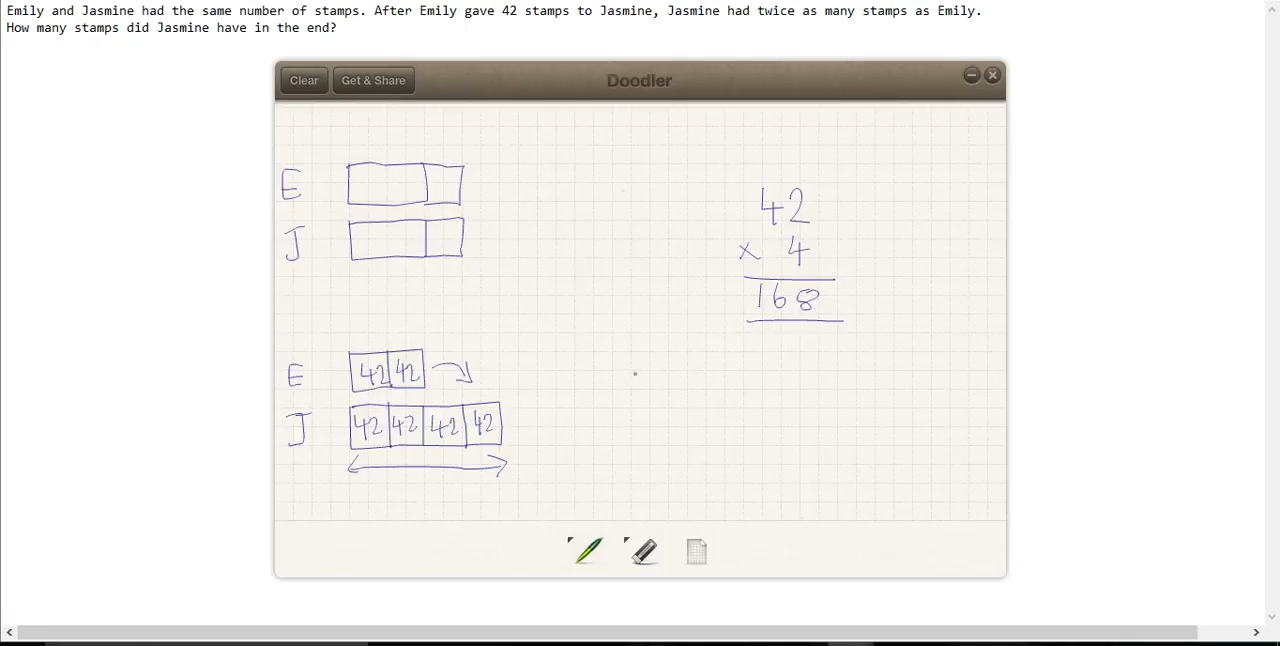 Emily and Jasmine had the same number of stamps. After Emily gave 42 stamps to Jasmine, Jasmine had twice as many stamps as Emily.
How many stamps did Jasmine have in the end?
Clear Get & Share Doodler
E
J
42
x 4
168
E 42 42
J 42 42 42 42